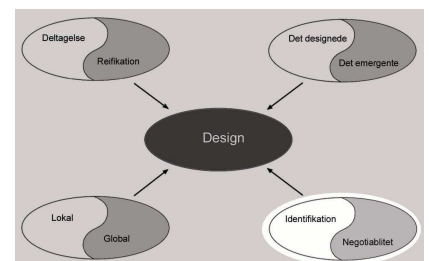 Deltagelse
Reifikation
Det designede
Det emergente
Design
Lokal
Global
Identifikation
Negotiablitet